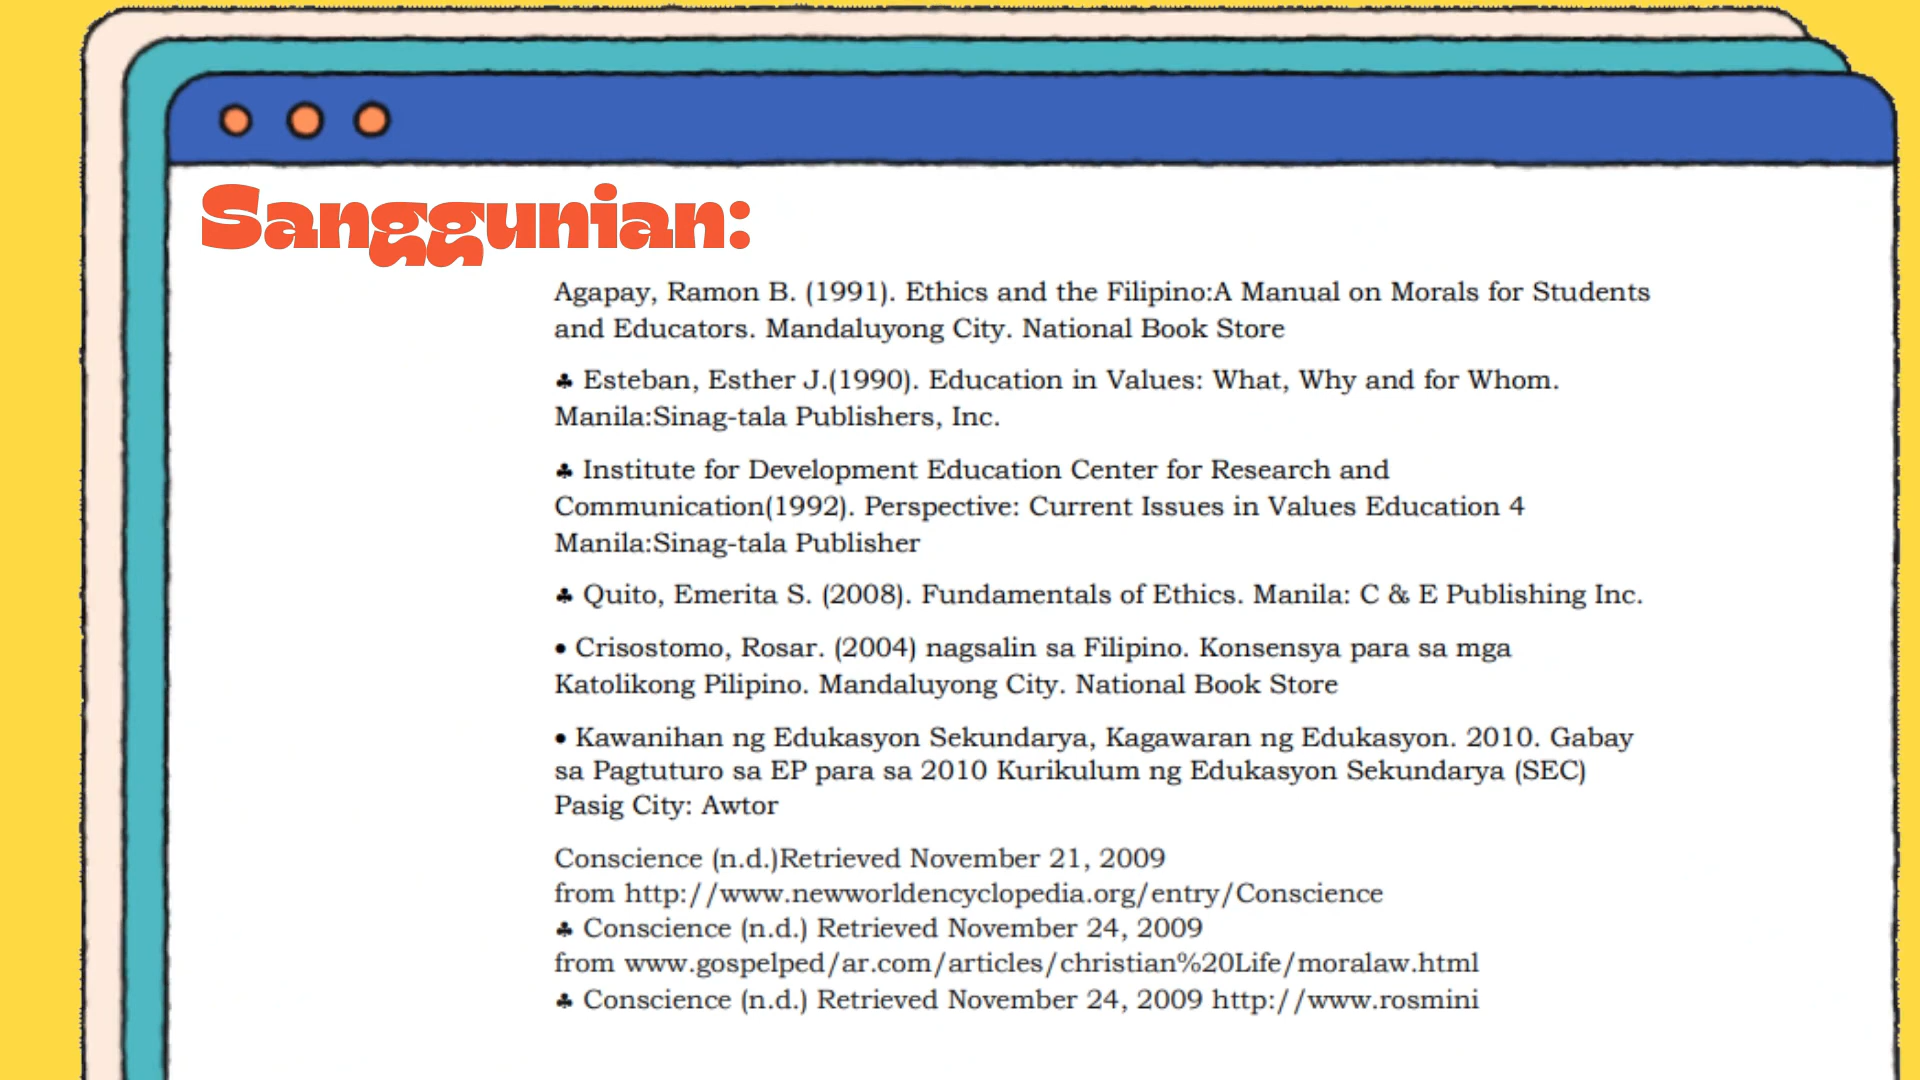 Sanggunian:
Agapay, Ramon B. (1991). Ethics and the Filipino:A Manual on Morals for Students
and Educators. Mandaluyong City. National Book Store
♣ Esteban, Esther J.(1990). Education in Values: What, Why and for Whom.
Manila:Sinag-tala Publishers, Inc.
♣ Institute for Development Education Center for Research and
Communication(1992). Perspective: Current Issues in Values Education 4
Manila:Sinag-tala Publisher
♣ Quito, Emerita S. (2008). Fundamentals of Ethics. Manila: C & E Publishing Inc.
• Crisostomo, Rosar. (2004) nagsalin sa Filipino. Konsensya para sa mga
Katolikong Pilipino. Mandaluyong City. National Book Store
• Kawanihan ng Edukasyon Sekundarya, Kagawaran ng Edukasyon. 2010. Gabay
sa Pagtuturo sa EP para sa 2010 Kurikulum ng Edukasyon Sekundarya (SEC)
Pasig City: Awtor
Conscience (n.d.)Retrieved November 21, 2009
from http://www.newworldencyclopedia.org/entry/Conscience
♣ Conscience (n.d.) Retrieved November 24, 2009
from www.gospelped/ar.com/articles/christian%20Life/moralaw.html
♣ Conscience (n.d.) Retrieved November 24, 2009 http://www.rosmini